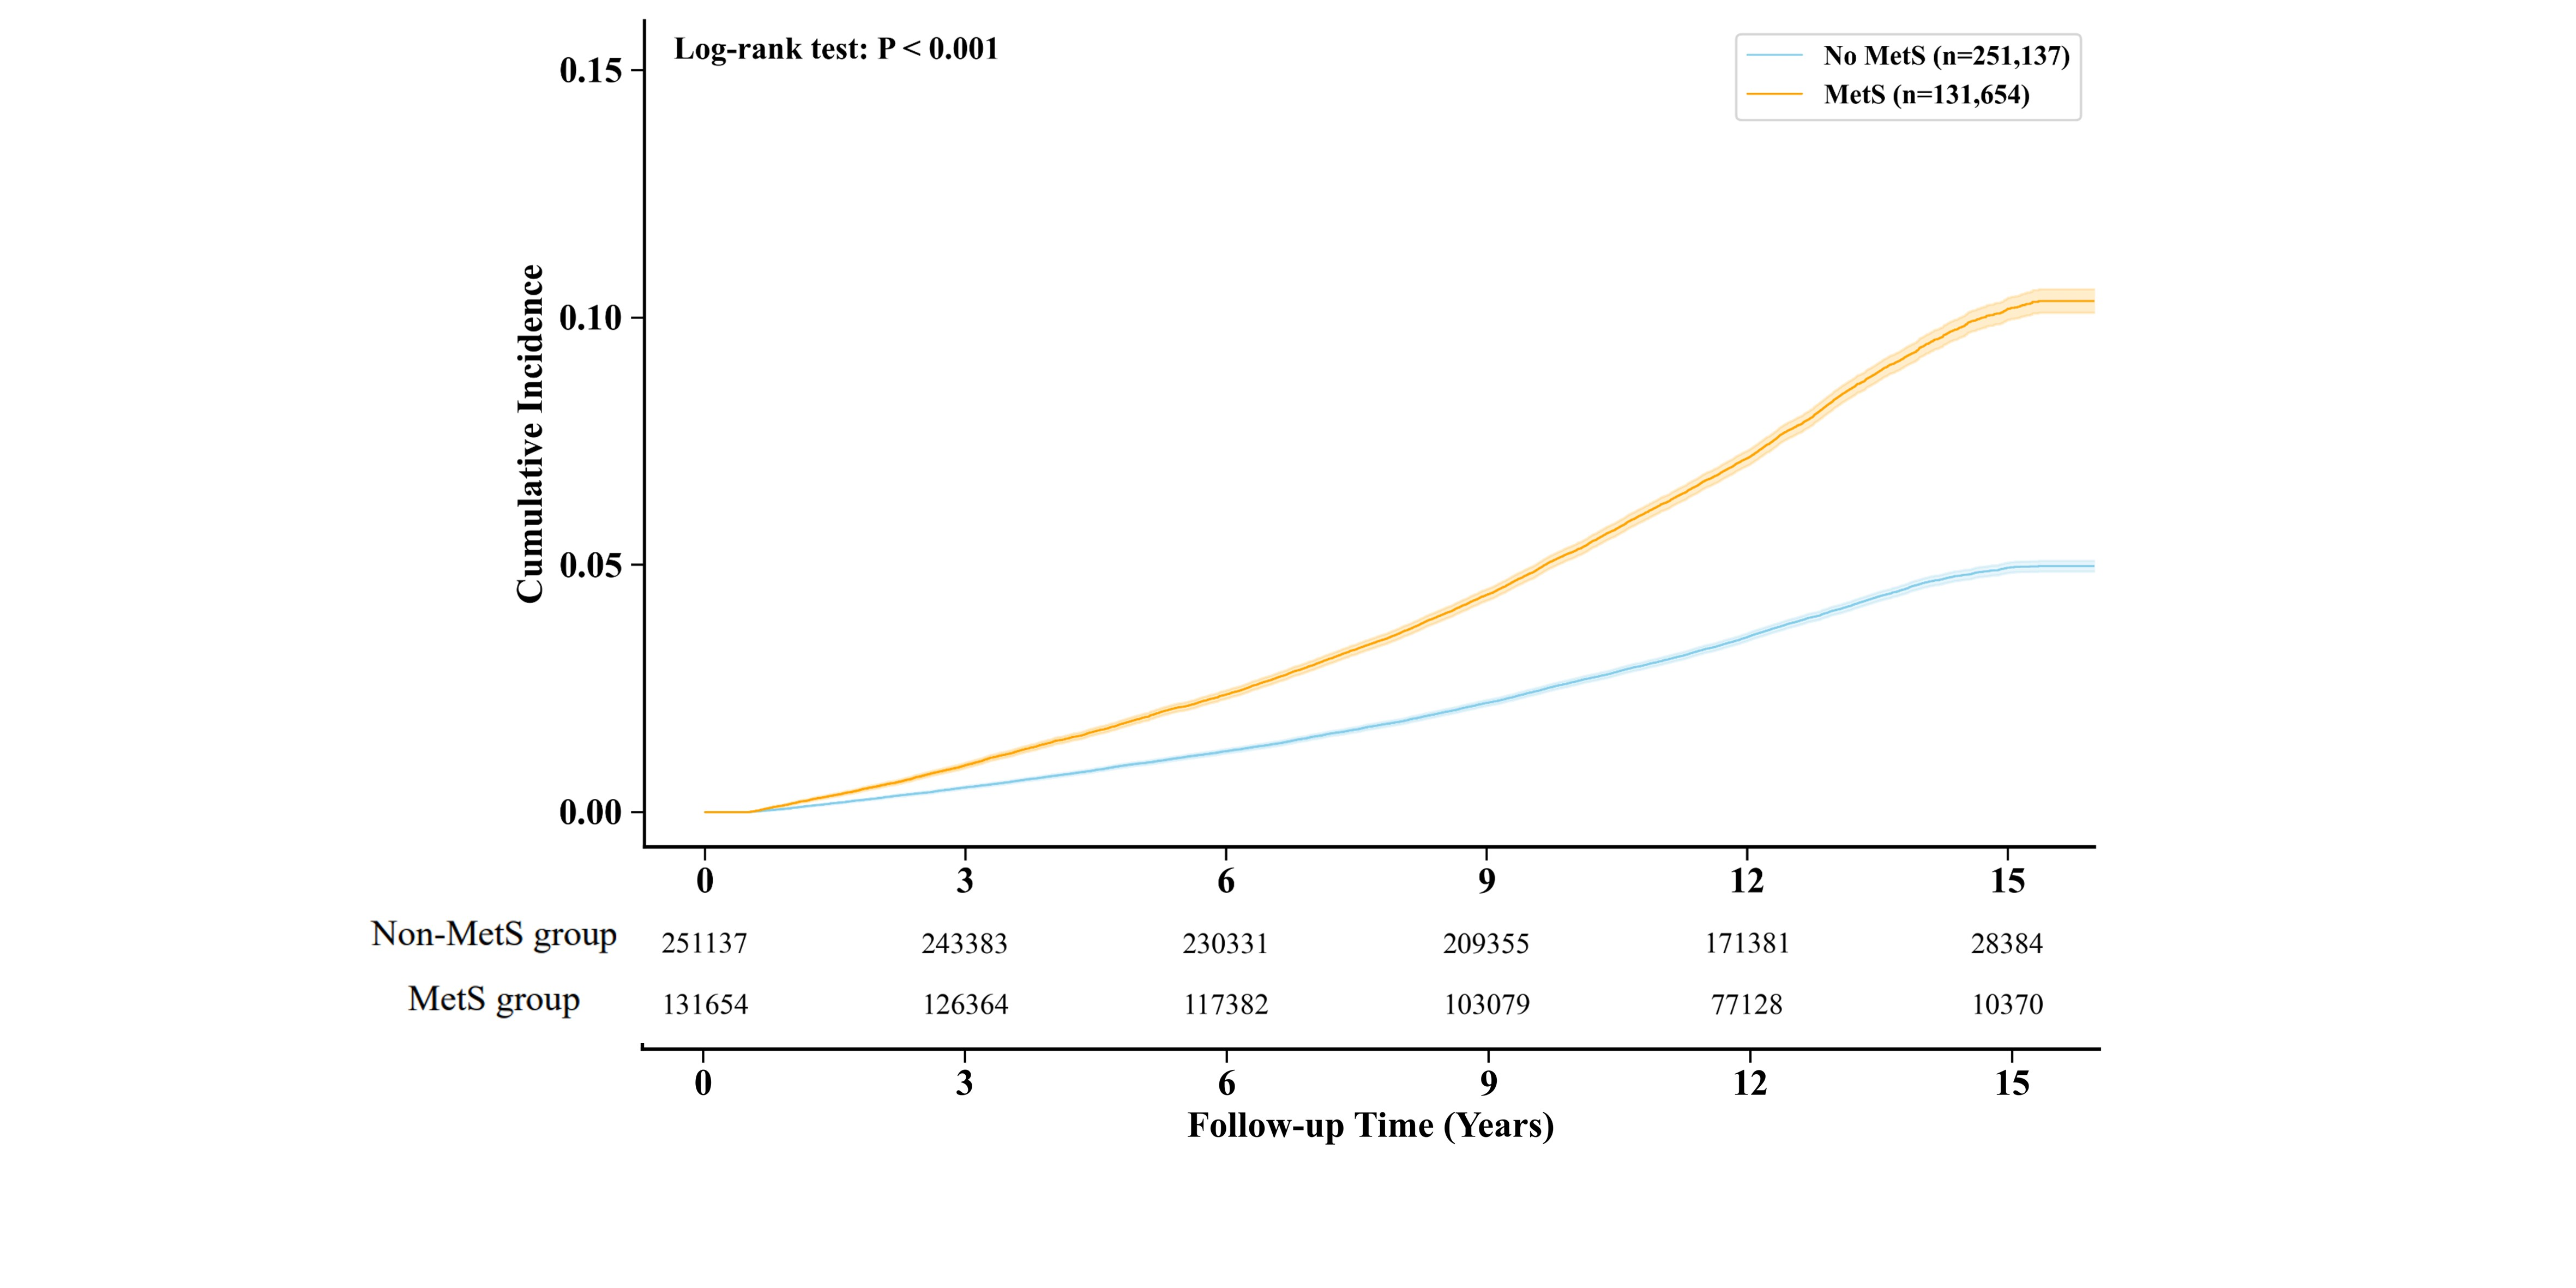 Log-rank test: P < 0.001
No MetS (n=251,137)
MetS (n=131,654)
Cumulative Incidence
0.15
0.10
0.05
0.00
0 3 6 9 12 15
Non-MetS group 251137 243383 230331 209355 171381 28384
MetS group 131654 126364 117382 103079 77128 10370
0 3 6 9 12 15
Follow-up Time (Years)